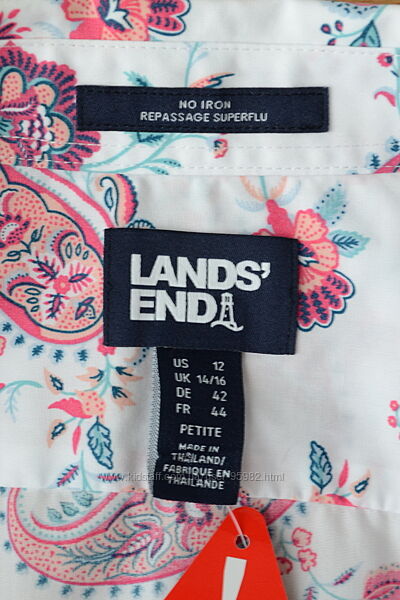 NO IRON
REPASSAGE SUPERFLU
LANDS'
END
US 12
UK 14/16
DE 42
FR 44
PETITE
MADE IN
THAILAND/
FABRIQUE EN
THAILANDE
!